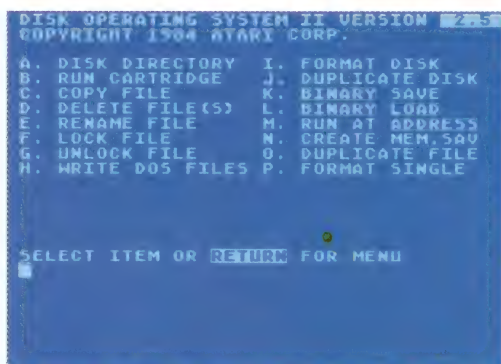 DISK OPERATING SYSTEM II VERSION 2.5
COPYRIGHT 1984 ATARI CORP.
A. DISK DIRECTORY I. FORMAT DISK
B. RUN CARTRIDGE J. DUPLICATE DISK
C. COPY FILE K. BINARY SAVE
D. DELETE FILE(S) L. BINARY LOAD
E. RENAME FILE M. RUN AT ADDRESS
F. LOCK FILE N. CREATE MEM.SAV
G. UNLOCK FILE O. DUPLICATE FILE
H. WRITE DOS FILES P. FORMAT SINGLE
SELECT ITEM OR RETURN FOR MENU